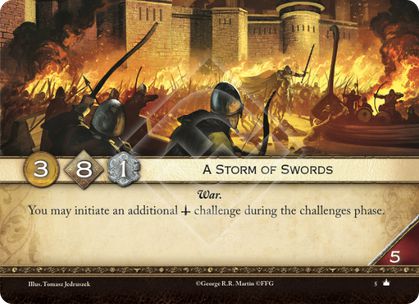 3 8 1 A STORM OF SWORDS
War.
You may initiate an additional challenge during the challenges phase.
5
Illus. Tomasz Jedruszek ©George R.R. Martin ©FFG 5